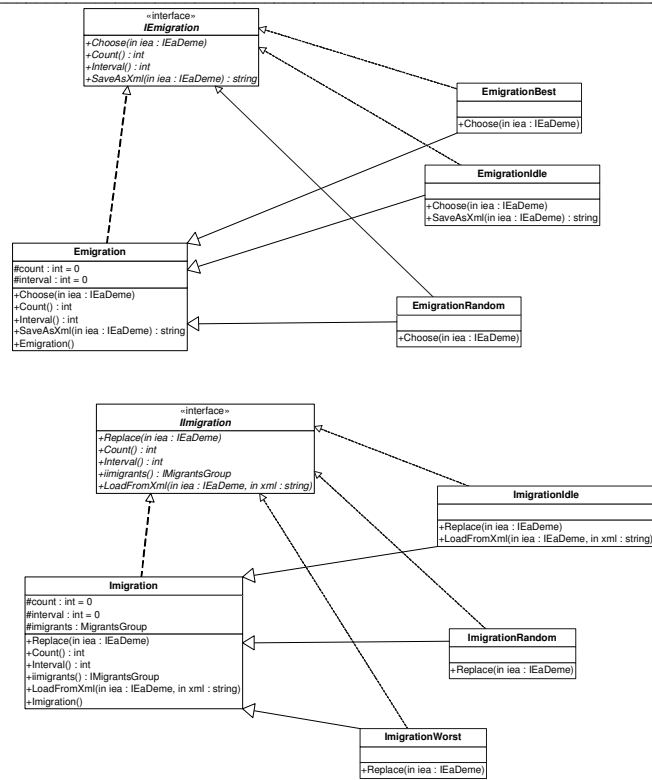 «interface»
IEmigration
+Choose(in iea : IEaDeme)
+Count() : int
+Interval() : int
+SaveAsXml(in iea : IEaDeme) : string
EmigrationBest
+Choose(in iea : IEaDeme)
EmigrationIdle
+Choose(in iea : IEaDeme)
+SaveAsXml(in iea : IEaDeme) : string
Emigration
#count : int = 0
#interval : int = 0
+Choose(in iea : IEaDeme)
+Count() : int
+Interval() : int
+SaveAsXml(in iea : IEaDeme) : string
+Emigration()
EmigrationRandom
+Choose(in iea : IEaDeme)
«interface»
IImigration
+Replace(in iea : IEaDeme)
+Count() : int
+Interval() : int
+iimigrants() : IMigrantsGroup
+LoadFromXml(in iea : IEaDeme, in xml : string)
ImigrationIdle
+Replace(in iea : IEaDeme)
+LoadFromXml(in iea : IEaDeme, in xml : string)
Imigration
#count : int = 0
#interval : int = 0
#imigrants : MigrantsGroup
+Replace(in iea : IEaDeme)
+Count() : int
+Interval() : int
+iimigrants() : IMigrantsGroup
+LoadFromXml(in iea : IEaDeme, in xml : string)
+Imigration()
ImigrationRandom
+Replace(in iea : IEaDeme)
ImigrationWorst
+Replace(in iea : IEaDeme)